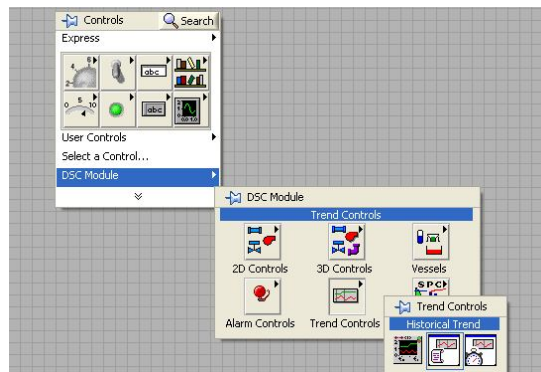 Controls
Search
Express
abc
abc
User Controls
Select a Control...
DSC Module
DSC Module
Trend Controls
2D Controls
3D Controls
Vessels
SPC
Alarm Controls
Trend Controls
Trend Controls
Historical Trend